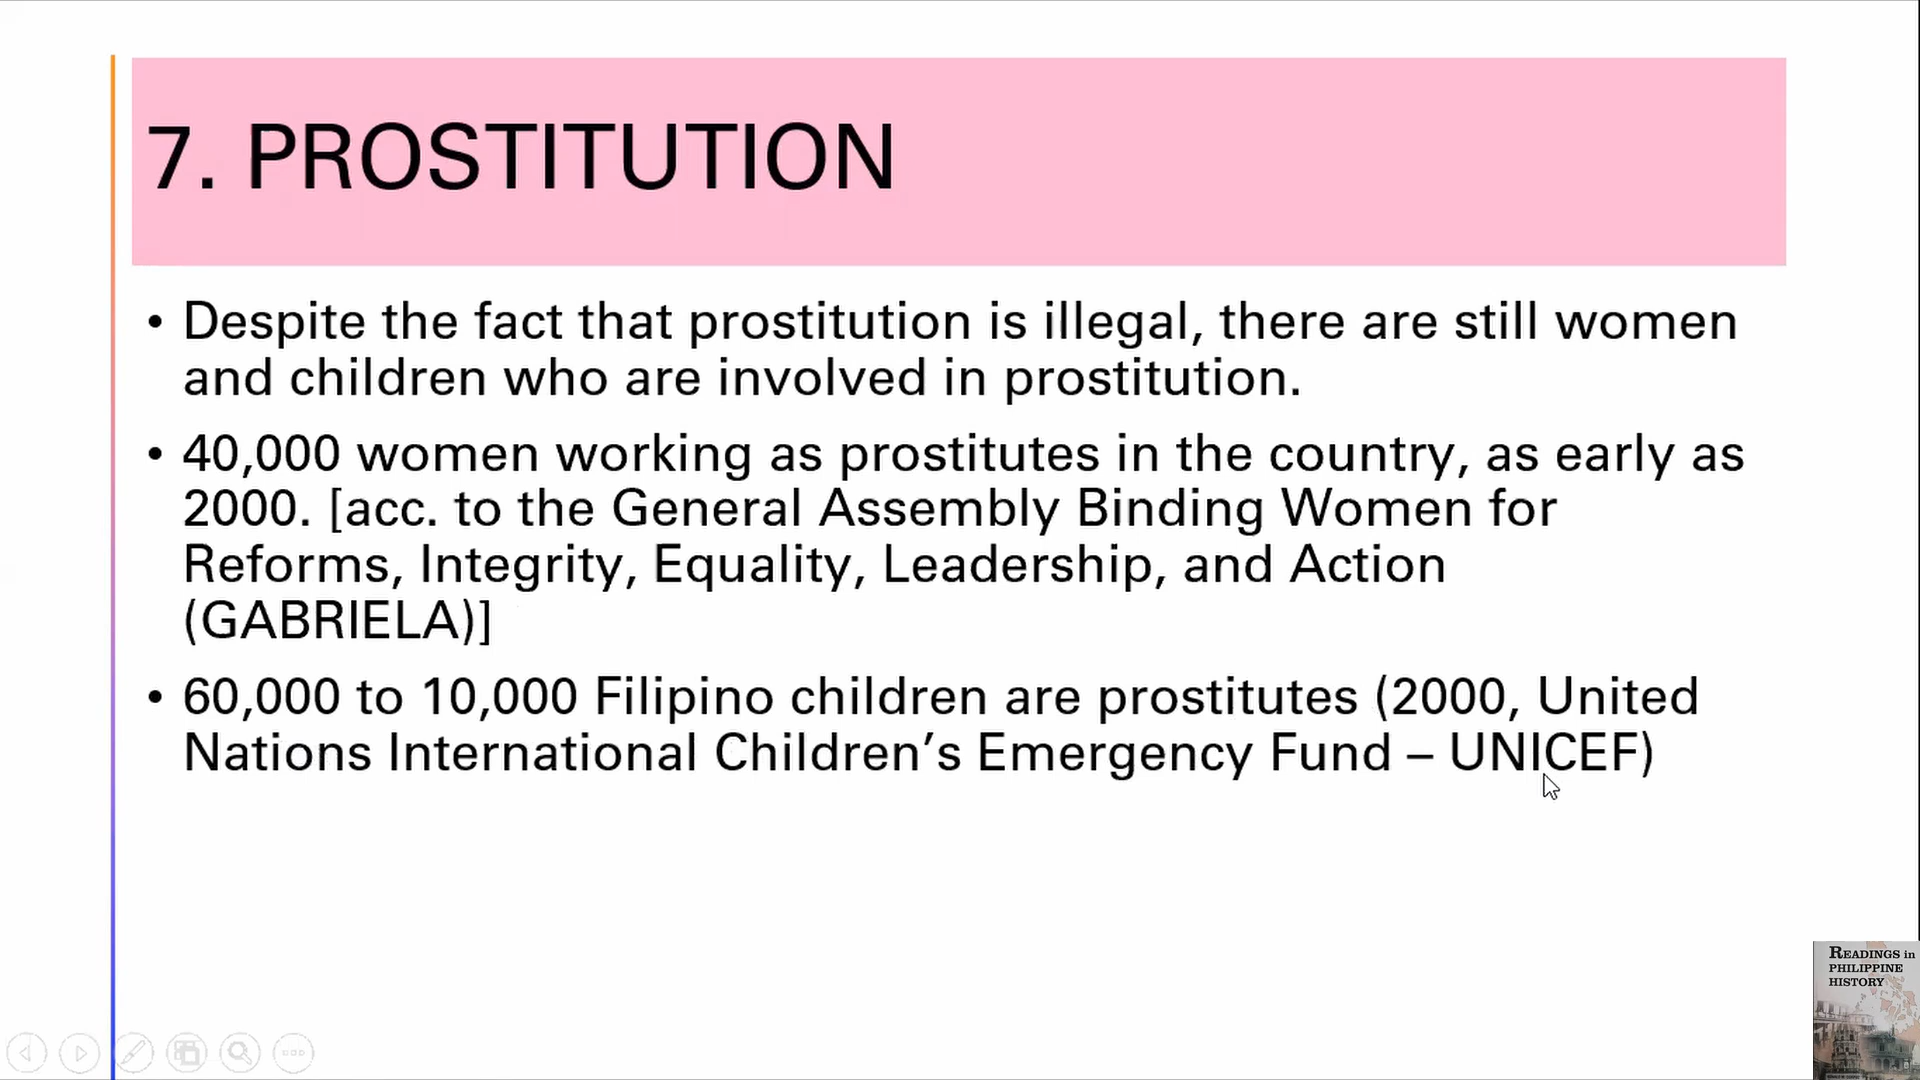 7. PROSTITUTION
• Despite the fact that prostitution is illegal, there are still women
and children who are involved in prostitution.
• 40,000 women working as prostitutes in the country, as early as
2000. [acc. to the General Assembly Binding Women for
Reforms, Integrity, Equality, Leadership, and Action
(GABRIELA)]
• 60,000 to 10,000 Filipino children are prostitutes (2000, United
Nations International Children’s Emergency Fund – UNICEF)
READINGS in
PHILIPPINE
HISTORY